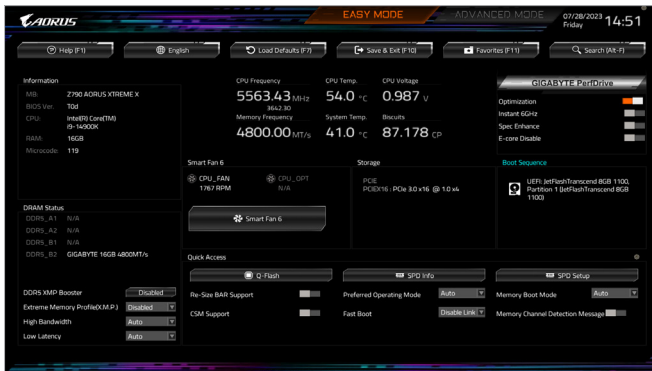 AORUS
EASY MODE
ADVANCED MODE
07/28/2023
Friday
14:51
Help (F1)
English
Load Defaults (F7)
Save & Exit (F10)
Favorites (F11)
Search (Alt-F)
Information
MB: Z790 AORUS XTREME X
BIOS Ver. T0d
CPU: Intel(R) Core(TM)
i9-14900K
RAM: 16GB
Microcode: 119
CPU Frequency CPU Temp. CPU Voltage
5563.43 MHz 54.0 °C 0.987 V
3642.30
Memory Frequency System Temp. Biscuits
4800.00 MT/s 41.0 °C 87.178 CP
GIGABYTE PerfDrive
Optimization
Instant 6GHz
Spec Enhance
E-core Disable
Smart Fan 6
CPU_FAN CPU_OPT
1767 RPM N/A
Smart Fan 6
Storage
PCIE
PCIEX16 : PCIe 3.0 x16 @ 1.0 x4
Boot Sequence
UEFI: JetFlashTranscend 8GB 1100,
Partition 1 (JetFlashTranscend 8GB
1100)
DRAM Status
DDR5_A1 N/A
DDR5_A2 N/A
DDR5_B1 N/A
DDR5_B2 GIGABYTE 16GB 4800MT/s
DDR5 XMP Booster Disabled
Extreme Memory Profile(X.M.P.) Disabled
High Bandwidth Auto
Low Latency Auto
Quick Access
Q-Flash
SPD Info
SPD Setup
Re-Size BAR Support
Preferred Operating Mode Auto
Memory Boot Mode Auto
CSM Support
Fast Boot Disable Link
Memory Channel Detection Message